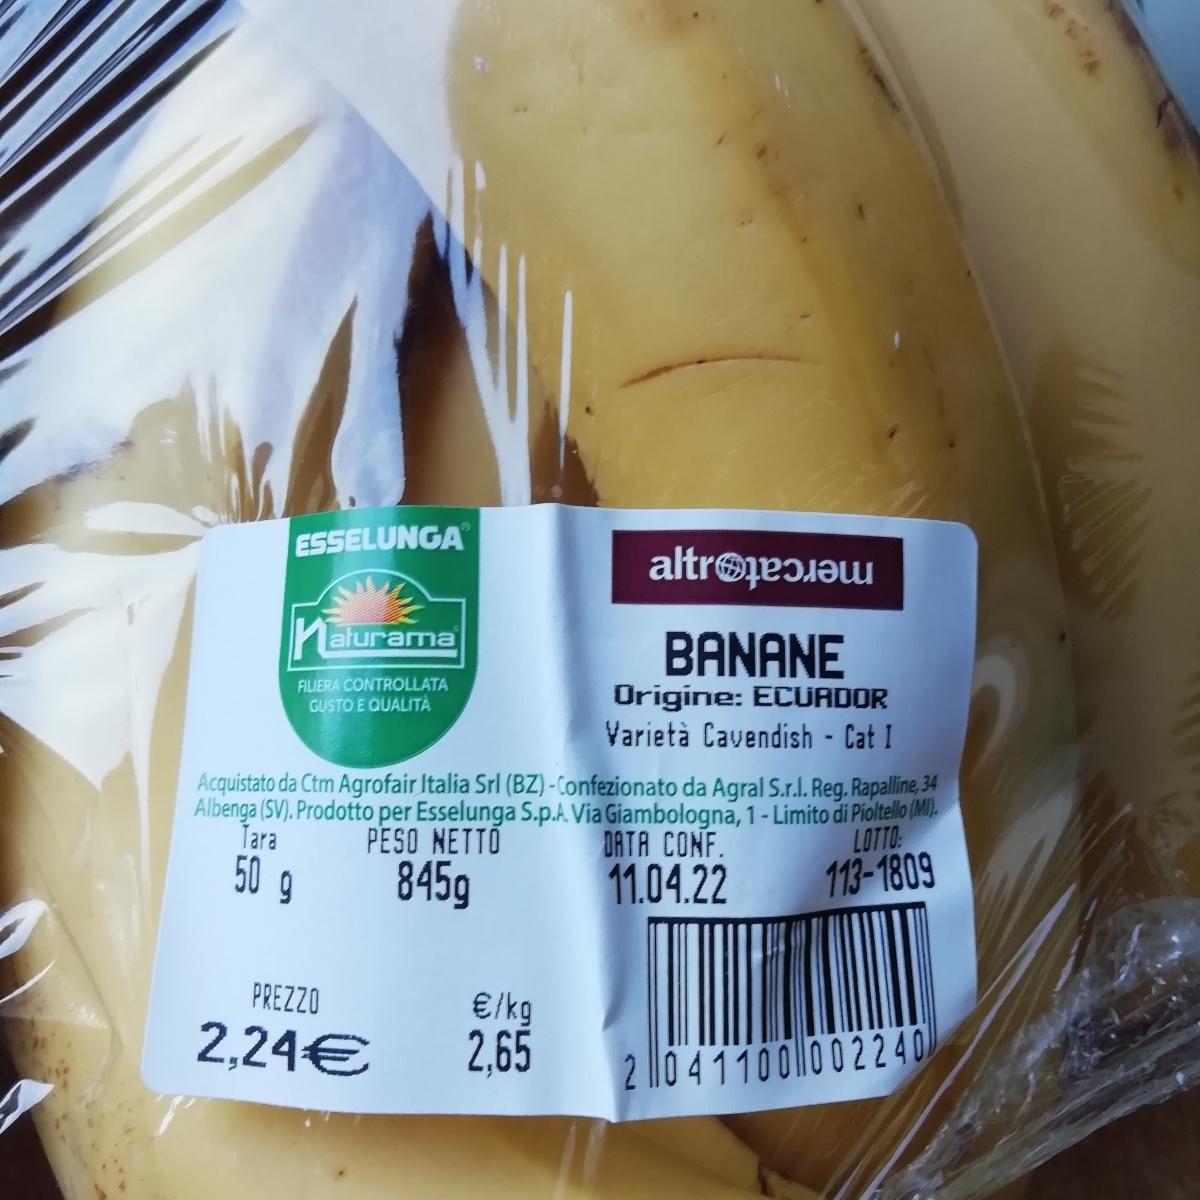 ESSELUNGA®
Naturama®
FILIERA CONTROLLATA
GUSTO E QUALITÀ
altromercato
BANANE
Origine: ECUADOR
Varietà Cavendish - Cat I
Acquistato da Ctm Agrofair Italia Srl (BZ) - Confezionato da Agral S.r.l. Reg. Rapalline, 34
Albenga (SV). Prodotto per Esselunga S.p.A. Via Giambologna, 1 - Limito di Pioltello (MI).
Tara PESO NETTO DATA CONF. LOTTO:
50 g 845g 11.04.22 113-1809
PREZZO €/kg
2,24€ 2,65
2 041100 002240